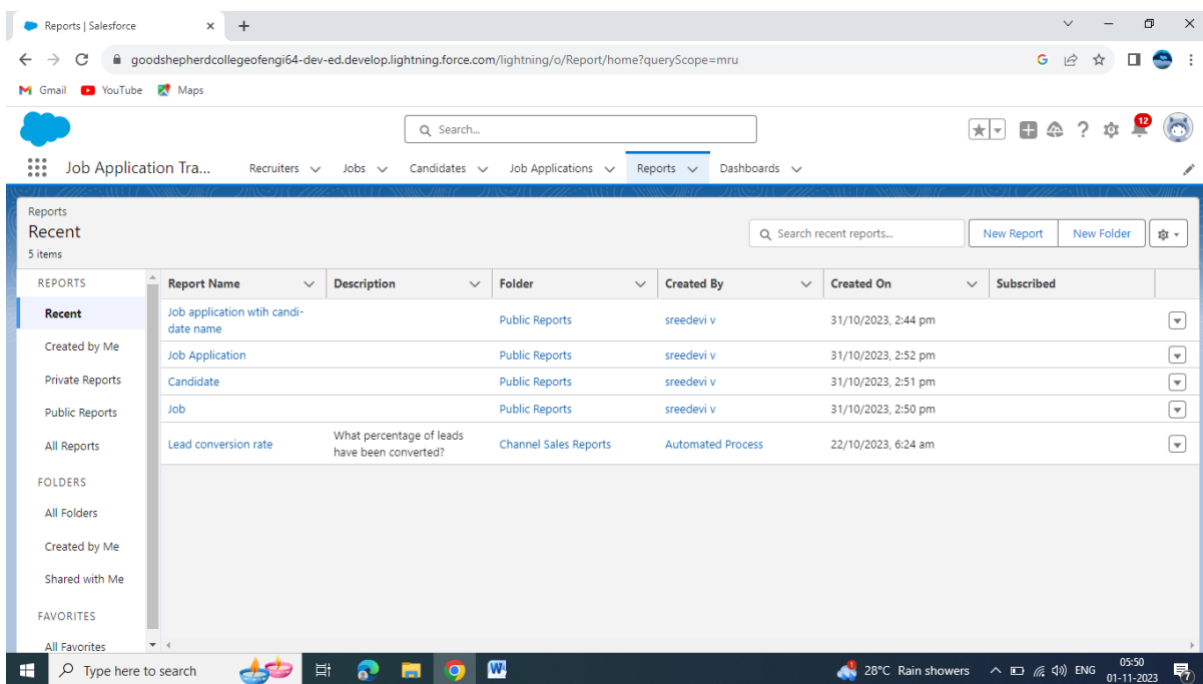 Reports | Salesforce
goodshepherdcollegeofengi64-dev-ed.develop.lightning.force.com/lightning/o/Report/home?queryScope=mru
Gmail YouTube Maps
Search...
12
Job Application Tra... Recruiters Jobs Candidates Job Applications Reports Dashboards
Reports
Recent
5 items
Search recent reports...
New Report New Folder
REPORTS
Recent
Created by Me
Private Reports
Public Reports
All Reports
FOLDERS
All Folders
Created by Me
Shared with Me
FAVORITES
All Favorites
Report Name Description Folder Created By Created On Subscribed
Job application wtih candi-
date name
Public Reports sreedevi v 31/10/2023, 2:44 pm
Job Application Public Reports sreedevi v 31/10/2023, 2:52 pm
Candidate Public Reports sreedevi v 31/10/2023, 2:51 pm
Job Public Reports sreedevi v 31/10/2023, 2:50 pm
Lead conversion rate
What percentage of leads
have been converted?
Channel Sales Reports Automated Process 22/10/2023, 6:24 am
Type here to search
W
28°C Rain showers
ENG
05:50
01-11-2023
7